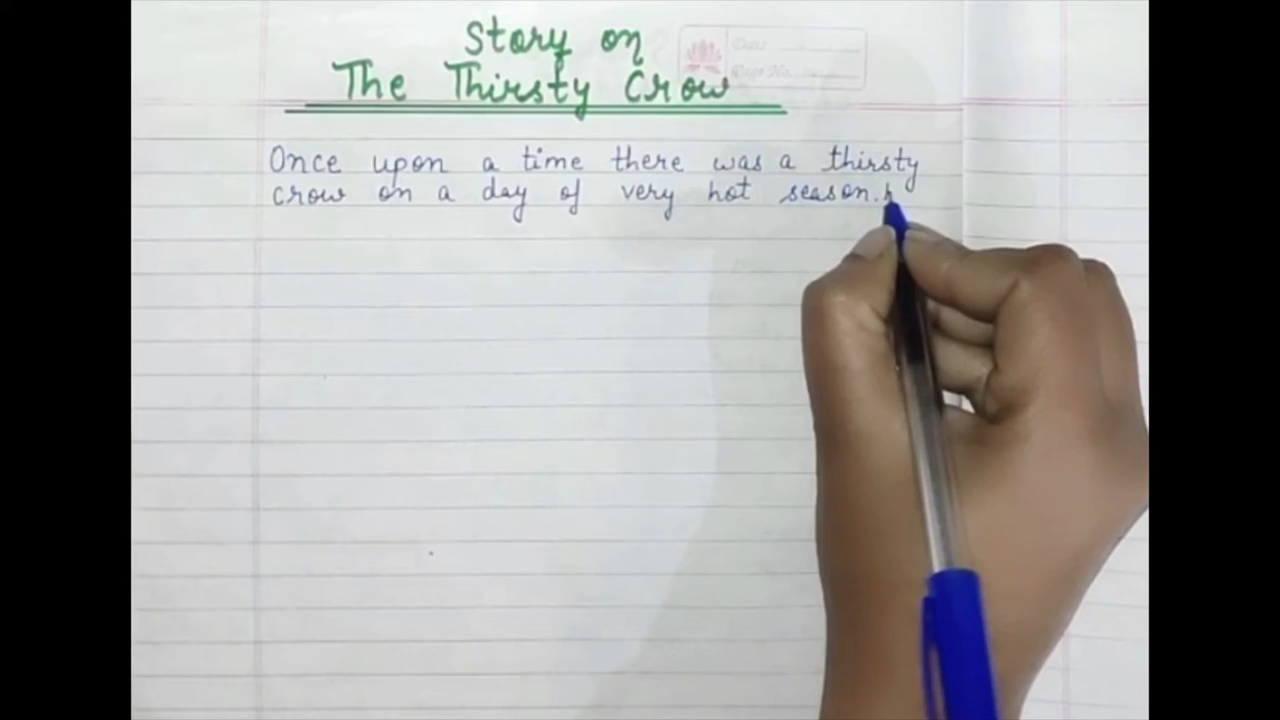 Story on
The Thirsty Crow
Once upon a time there was a thirsty
crow on a day of very hot season.